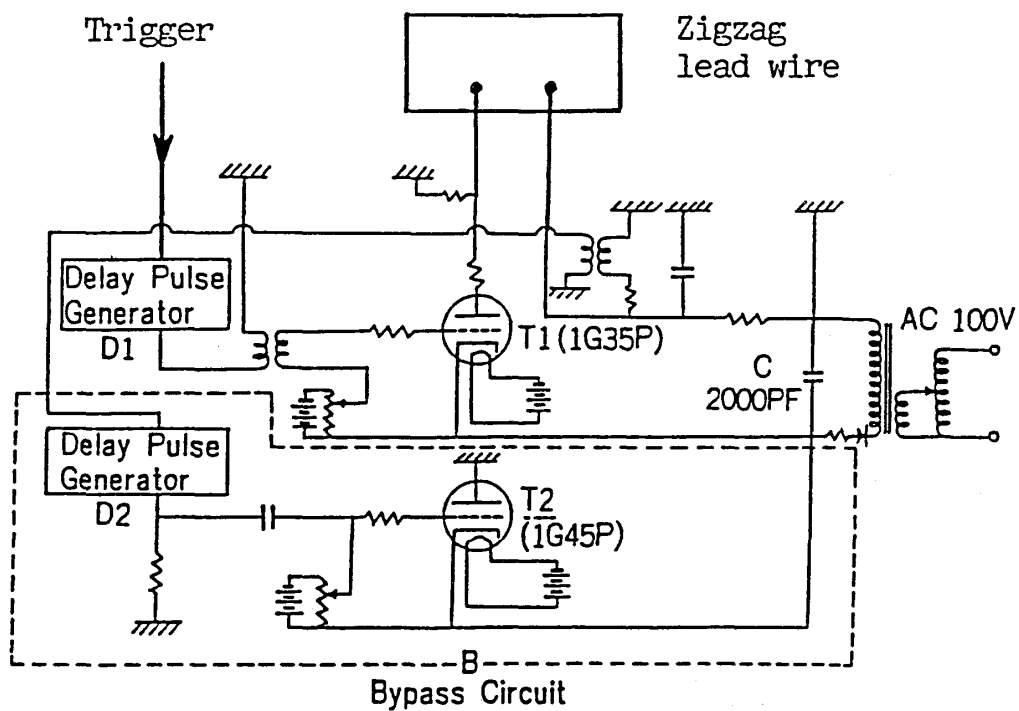 Trigger
Zigzag
lead wire
Delay Pulse
Generator
D1
T1(1G35P)
AC 100V
C
2000PF
Delay Pulse
Generator
D2
T2
(1G45P)
B
Bypass Circuit